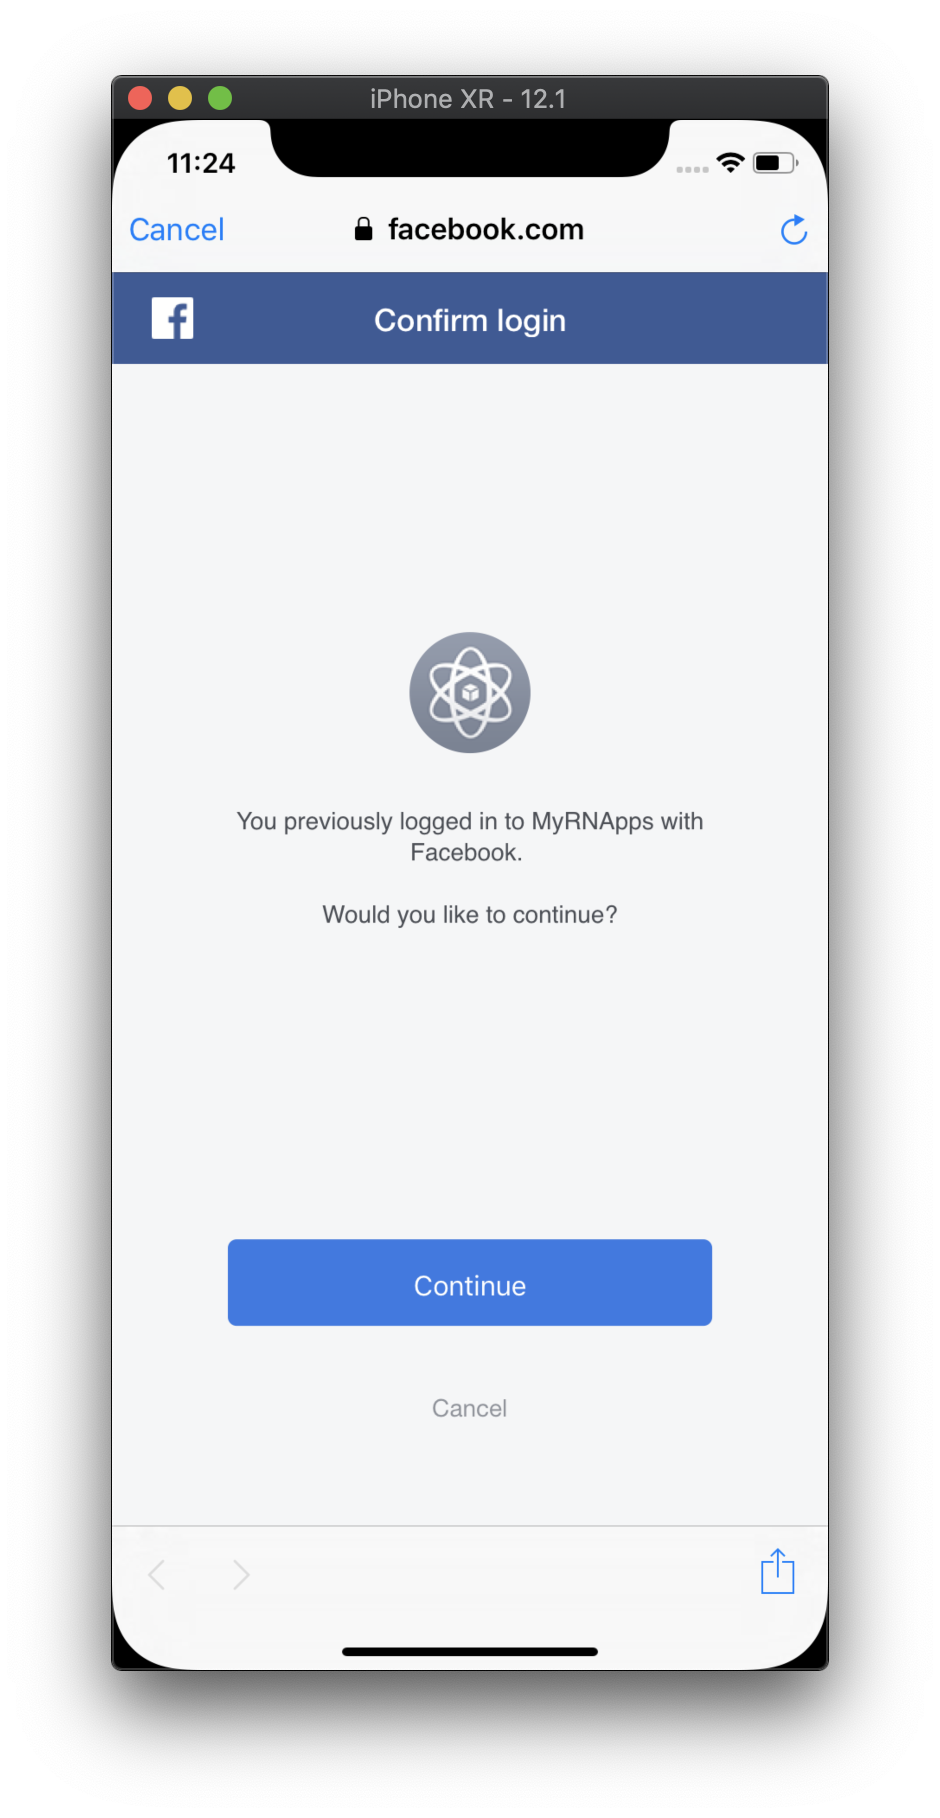 iPhone XR - 12.1
11:24
Cancel
facebook.com
Confirm login
You previously logged in to MyRNApps with
Facebook.
Would you like to continue?
Continue
Cancel